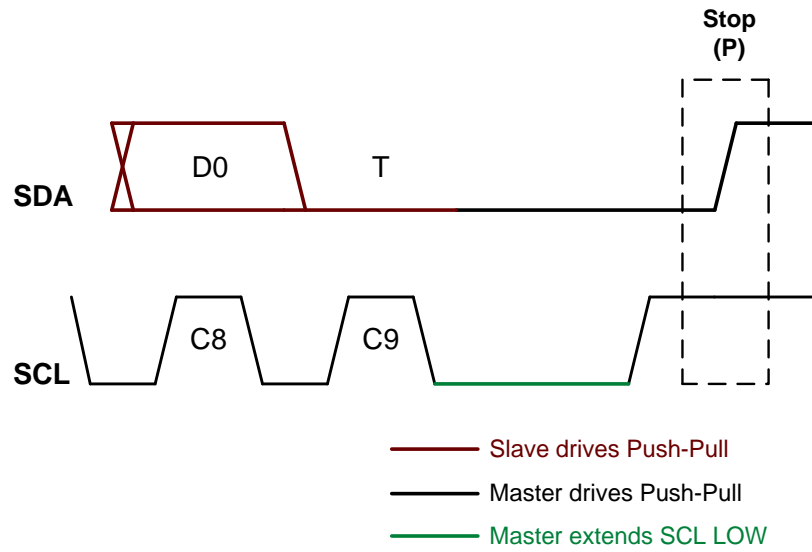 Stop
(P)
D0
T
SDA
C8
C9
SCL
Slave drives Push-Pull
Master drives Push-Pull
Master extends SCL LOW